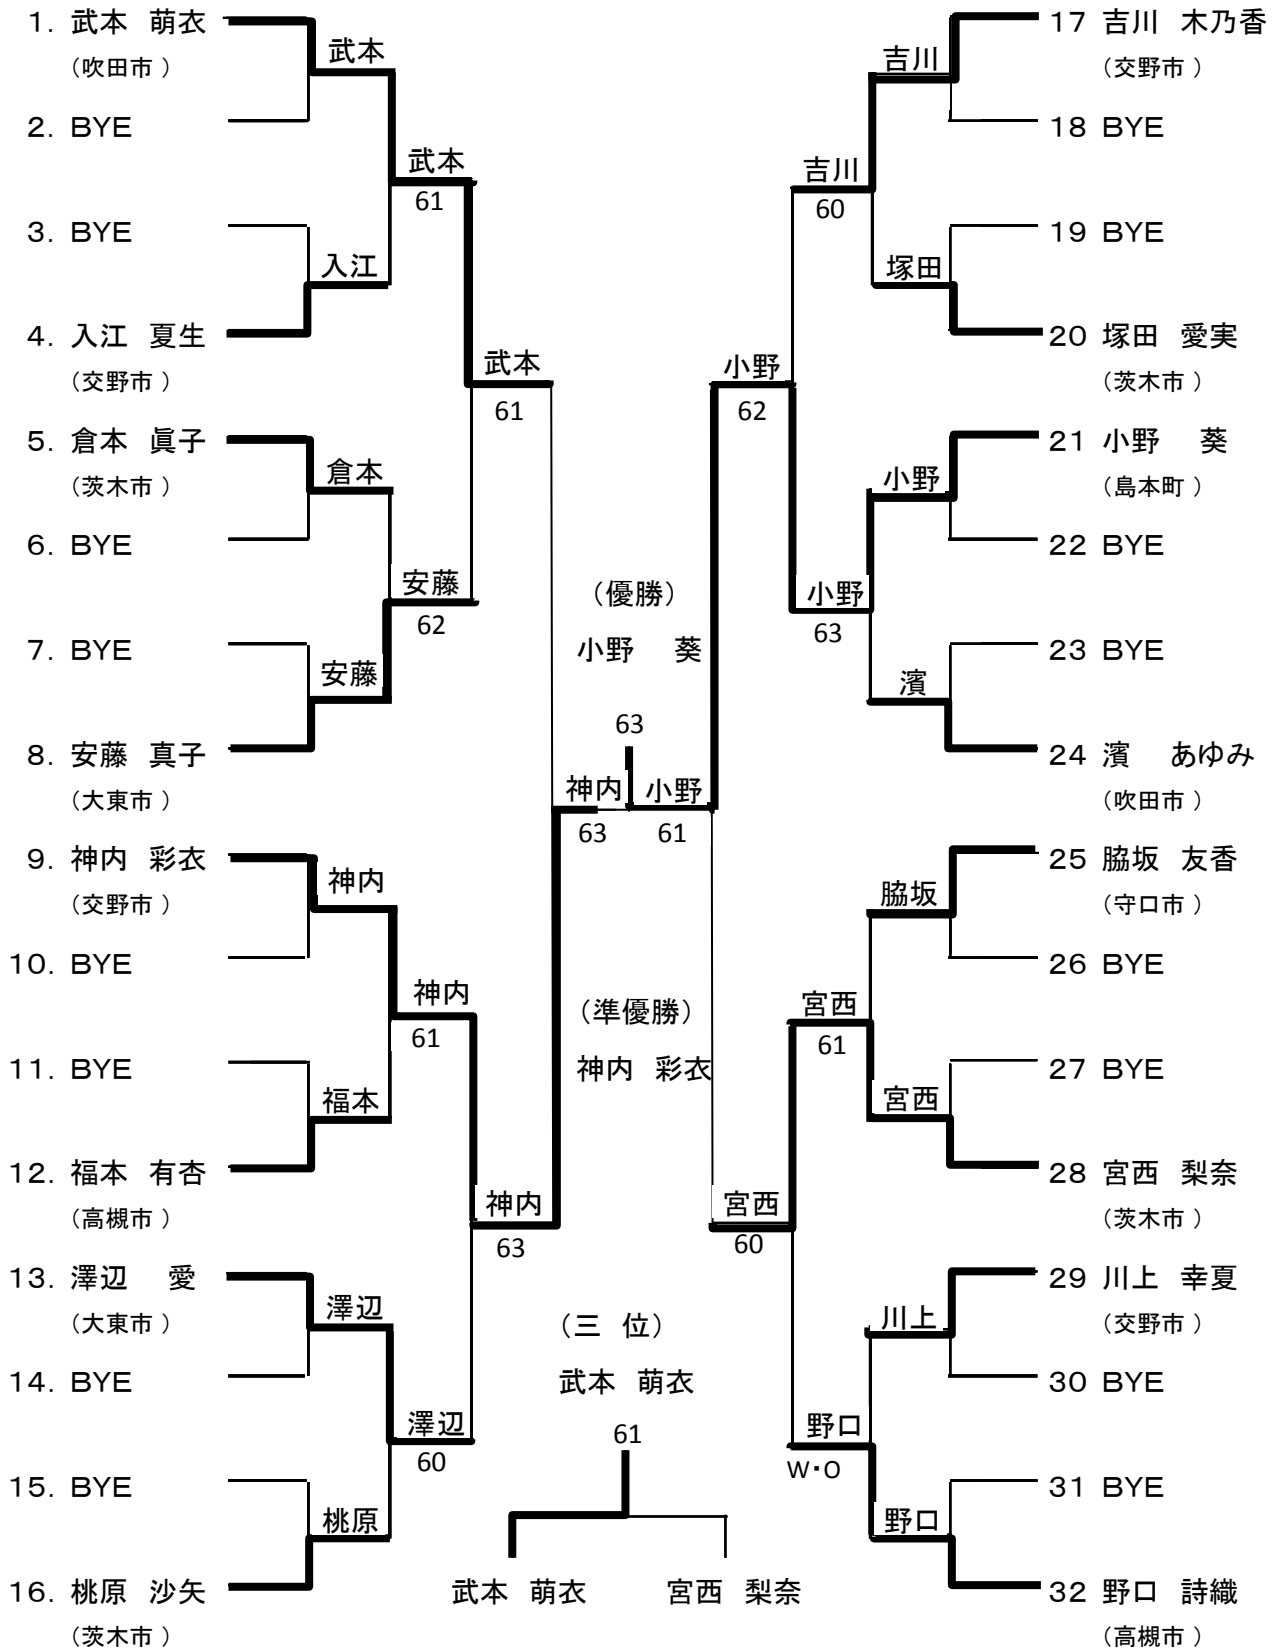 1. 武本 萌衣
(吹田市 )
2. BYE
3. BYE
4. 入江 夏生
(交野市 )
5. 倉本 眞子
(茨木市 )
6. BYE
7. BYE
8. 安藤 真子
(大東市 )
9. 神内 彩衣
(交野市 )
10. BYE
11. BYE
12. 福本 有杏
(高槻市 )
13. 澤辺 愛
(大東市 )
14. BYE
15. BYE
16. 桃原 沙矢
(茨木市 )
武本
入江
倉本
安藤
神内
福本
澤辺
桃原
武本
61
安藤
62
神内
61
澤辺
60
武本
61
神内
63
神内
63
(優勝)
小野 葵
63
(準優勝)
神内 彩衣
(三 位)
武本 萌衣
61
武本 萌衣
宮西 梨奈
小野
61
小野
62
宮西
60
吉川
60
小野
63
宮西
61
野口
W・O
吉川
塚田
小野
濱
脇坂
宮西
川上
野口
17 吉川 木乃香
(交野市 )
18 BYE
19 BYE
20 塚田 愛実
(茨木市 )
21 小野 葵
(島本町 )
22 BYE
23 BYE
24 濱 あゆみ
(吹田市 )
25 脇坂 友香
(守口市 )
26 BYE
27 BYE
28 宮西 梨奈
(茨木市 )
29 川上 幸夏
(交野市 )
30 BYE
31 BYE
32 野口 詩織
(高槻市 )